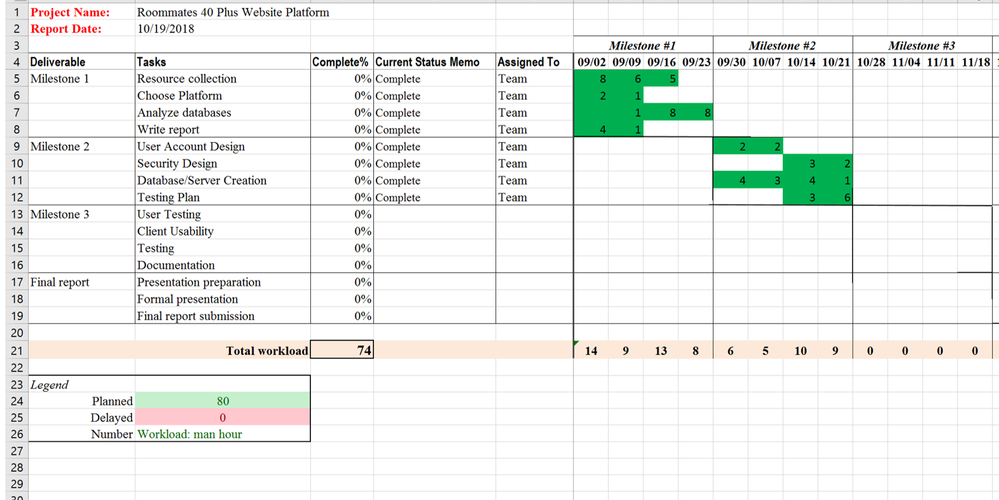 1 Project Name: Roommates 40 Plus Website Platform
2 Report Date: 10/19/2018
3 Milestone #1 Milestone #2 Milestone #3
4 Deliverable Tasks Complete% Current Status Memo Assigned To 09/02 09/09 09/16 09/23 09/30 10/07 10/14 10/21 10/28 11/04 11/11 11/18
5 Milestone 1 Resource collection 0% Complete Team 8 6 5
6 Choose Platform 0% Complete Team 2 1
7 Analyze databases 0% Complete Team 1 8 8
8 Write report 0% Complete Team 4 1
9 Milestone 2 User Account Design 0% Complete Team 2 2
10 Security Design 0% Complete Team 3 2
11 Database/Server Creation 0% Complete Team 4 3 4 1
12 Testing Plan 0% Complete Team 3 6
13 Milestone 3 User Testing 0%
14 Client Usability 0%
15 Testing 0%
16 Documentation 0%
17 Final report Presentation preparation 0%
18 Formal presentation 0%
19 Final report submission 0%
20
21 Total workload 74 14 9 13 8 6 5 10 9 0 0 0 0
22
23 Legend
24 Planned 80
25 Delayed 0
26 Number Workload: man hour
27
28
29